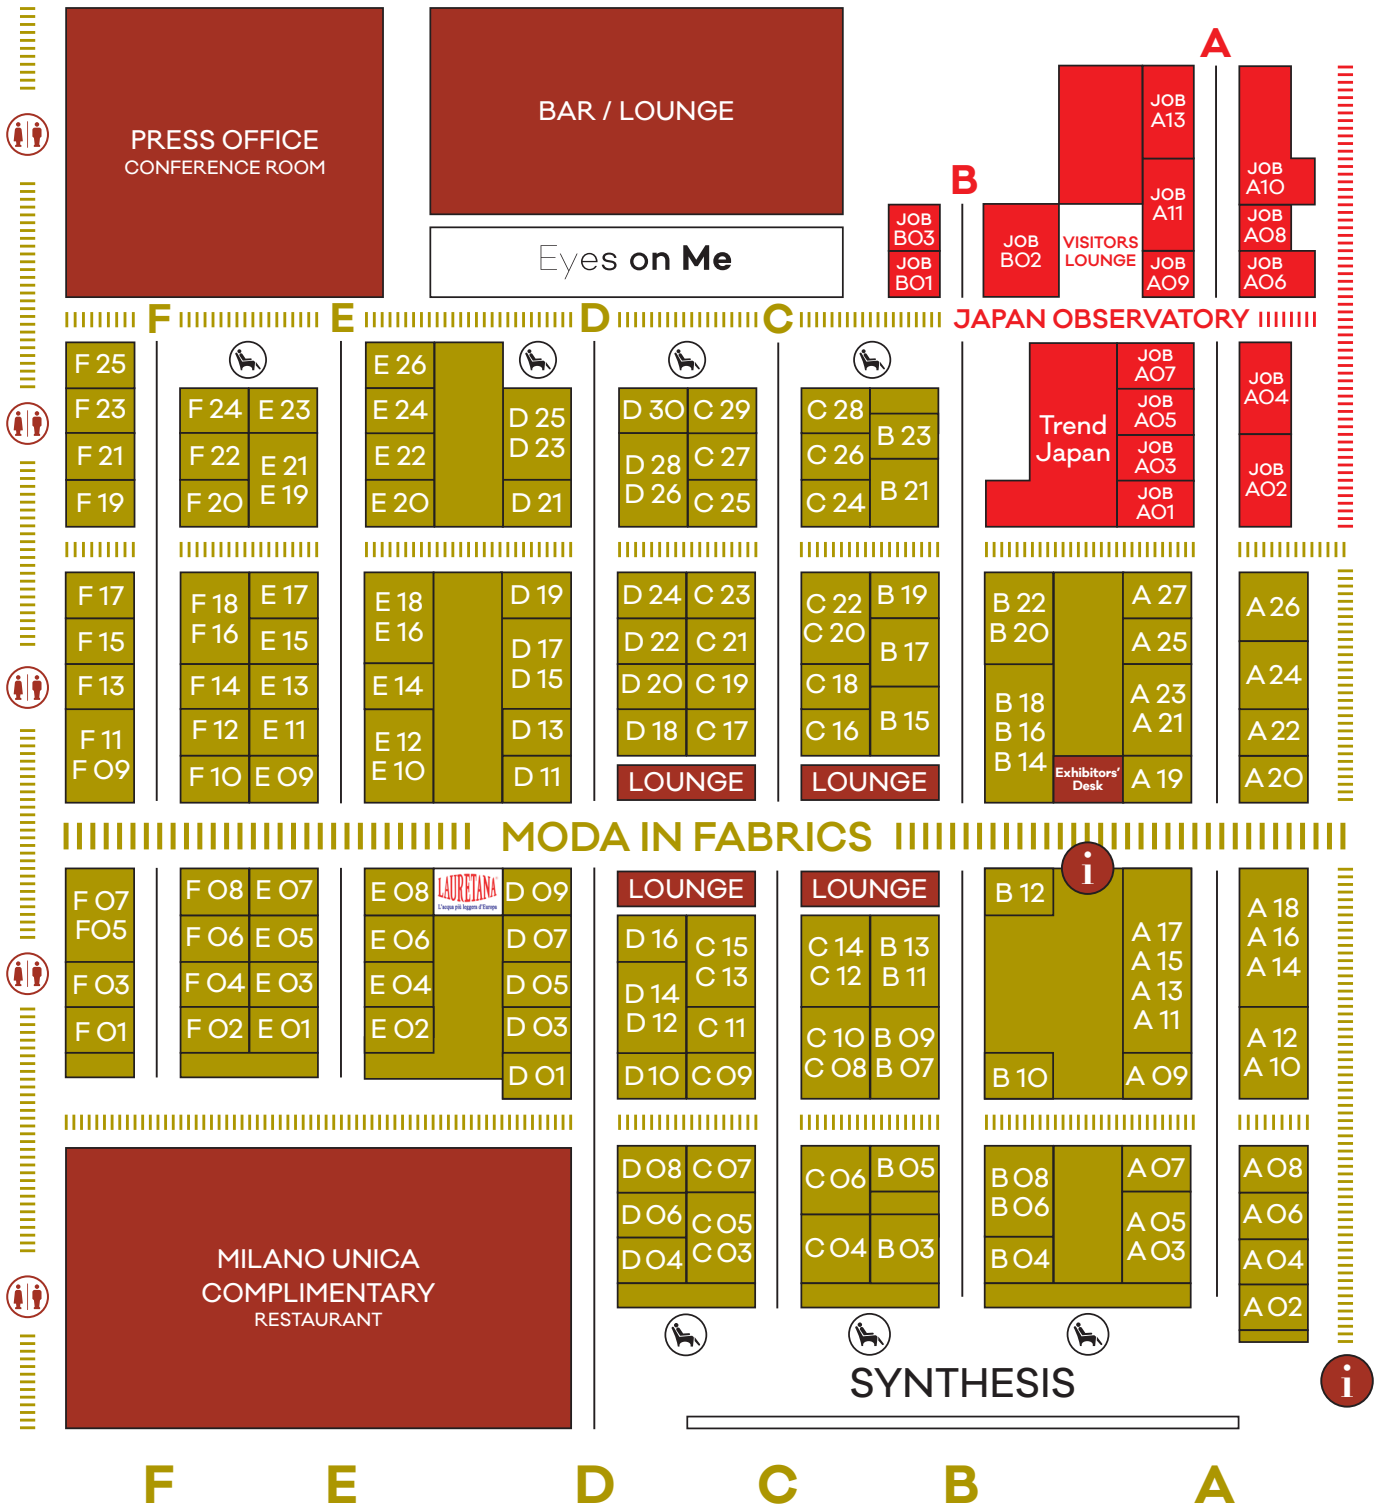 PRESS OFFICE
CONFERENCE ROOM
BAR / LOUNGE
Eyes on Me
A
B
JOB
A13
JOB
A11
JOB
A10
JOB
A08
JOB
B03
JOB
B01
JOB
B02
VISITORS
LOUNGE
JOB
A09
JOB
A06
F
E
D
C
JAPAN OBSERVATORY
F 25
F 23
F 21
F 19
F 24
E 23
F 22
E 21
E 19
F 20
E 26
E 24
E 22
E 20
D 25
D 23
D 21
D 30
C 29
D 28
D 26
C 27
C 25
C 28
C 26
C 24
B 23
B 21
Trend
Japan
JOB
A07
JOB
A05
JOB
A03
JOB
A01
JOB
A04
JOB
A02
F 17
F 15
F 13
F 11
F 09
F 18
F 16
F 14
F 12
F 10
E 17
E 15
E 13
E 11
E 09
E 18
E 16
E 14
E 12
E 10
D 19
D 17
D 15
D 13
D 11
D 24
C 23
D 22
C 21
D 20
C 19
D 18
C 17
LOUNGE
C 22
C 20
C 18
C 16
B 19
B 17
B 15
LOUNGE
B 22
B 20
B 18
B 16
B 14
Exhibitors'
Desk
A 27
A 25
A 23
A 21
A 19
A 26
A 24
A 22
A 20
MODA IN FABRICS
i
F 07
F05
F 03
F 01
F 08
E 07
F 06
E 05
F 04
E 03
F 02
E 01
E 08
E 06
E 04
E 02
LAURETANA
L'acqua più leggera d'Europa
D 09
D 07
D 05
D 03
D 01
LOUNGE
D 16
D 14
D 12
D 10
C 15
C 13
C 11
C 09
LOUNGE
C 14
C 12
C 10
C 08
B 13
B 11
B 09
B 07
B 12
B 10
A 17
A 15
A 13
A 11
A 09
A 18
A 16
A 14
A 12
A 10
MILANO UNICA
COMPLIMENTARY
RESTAURANT
D 08
C 07
D 06
D 04
C 05
C 03
C 06
C 04
B 05
B 03
B 08
B 06
B 04
A 07
A 05
A 03
A 08
A 06
A 04
A 02
SYNTHESIS
i
F
E
D
C
B
A